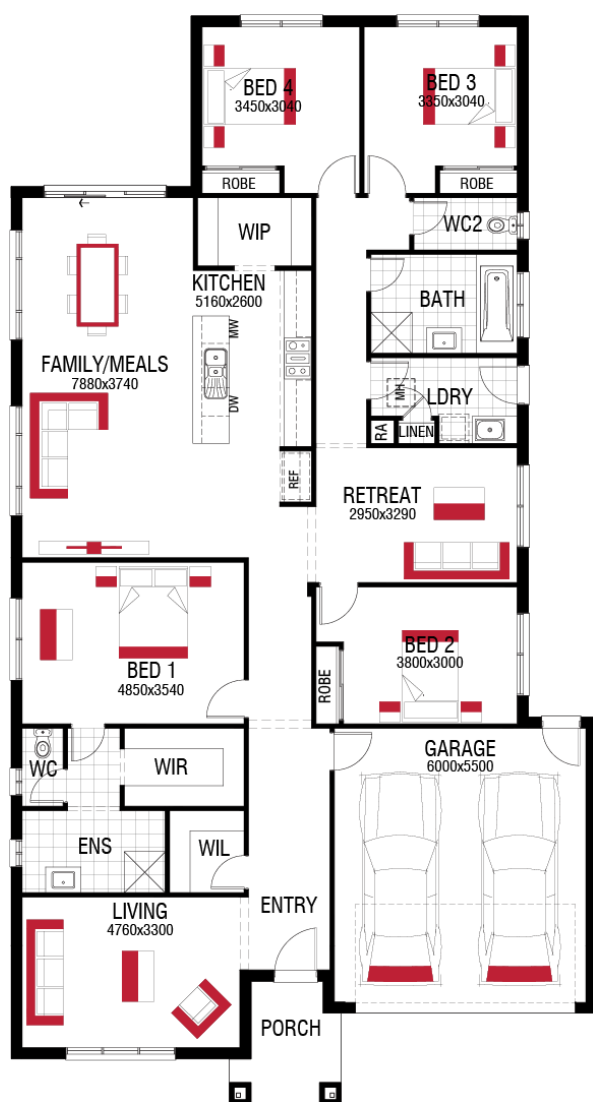 BED 4
3450x3040
BED 3
3350x3040
ROBE
ROBE
WIP
WC2
KITCHEN
5160x2600
BATH
MW
FAMILY/MEALS
7880x3740
DW
MH
LDRY
RA
LINEN
REF
RETREAT
2950x3290
BED 1
4850x3540
BED 2
3800x3000
ROBE
WC
WIR
GARAGE
6000x5500
ENS
WIL
LIVING
4760x3300
ENTRY
PORCH